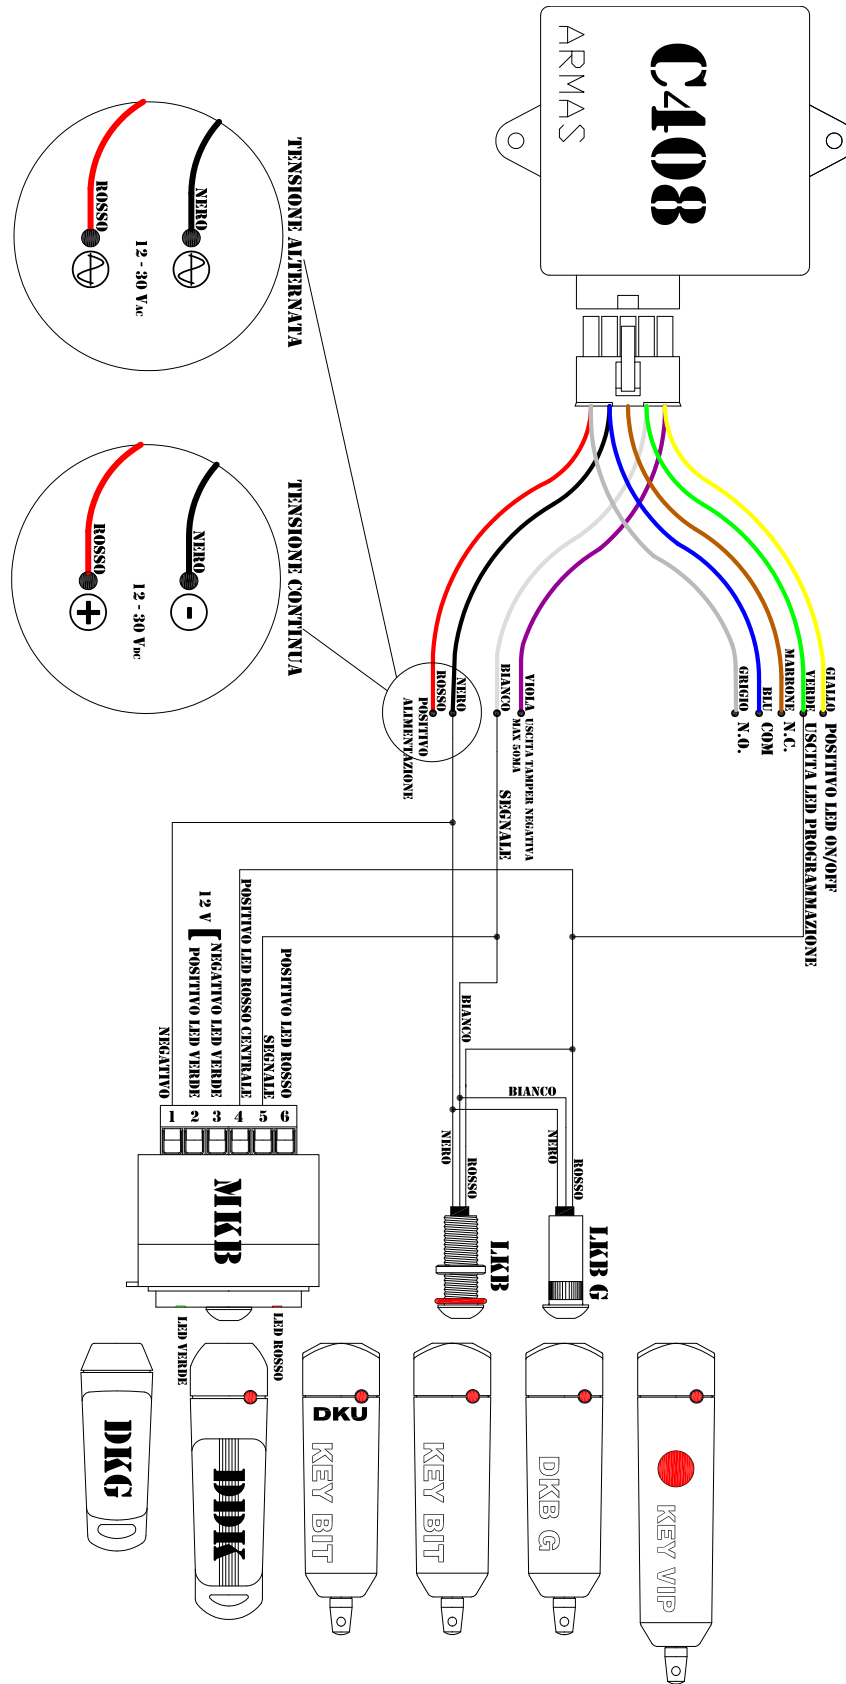 ARMAS
C408
TENSIONE ALTERNATA
ROSSO
NERO
12 - 30 VAC
TENSIONE CONTINUA
ROSSO
NERO
+
-
12 - 30 VDC
GIALLO POSITIVO LED ON/OFF
VERDE USCITA LED PROGRAMMAZIONE
MARRONE N.C.
BLU COM
GRIGIO N.O.
VIOLA USCITA TAMPER NEGATIVA
MAX 50MA
BIANCO SEGNALE
NERO
ROSSO POSITIVO
ALIMENTAZIONE
POSITIVO LED ROSSO
SEGNALE
POSITIVO LED ROSSO CENTRALE
NEGATIVO LED VERDE
12 V [
POSITIVO LED VERDE
NEGATIVO
1 2 3 4 5 6
MKB
LED VERDE
LED ROSSO
BIANCO
BIANCO
NERO
ROSSO
LKB
NERO
ROSSO
LKB G
DKG
DDK
DKU
KEY BIT
KEY BIT
DKB G
KEY VIP